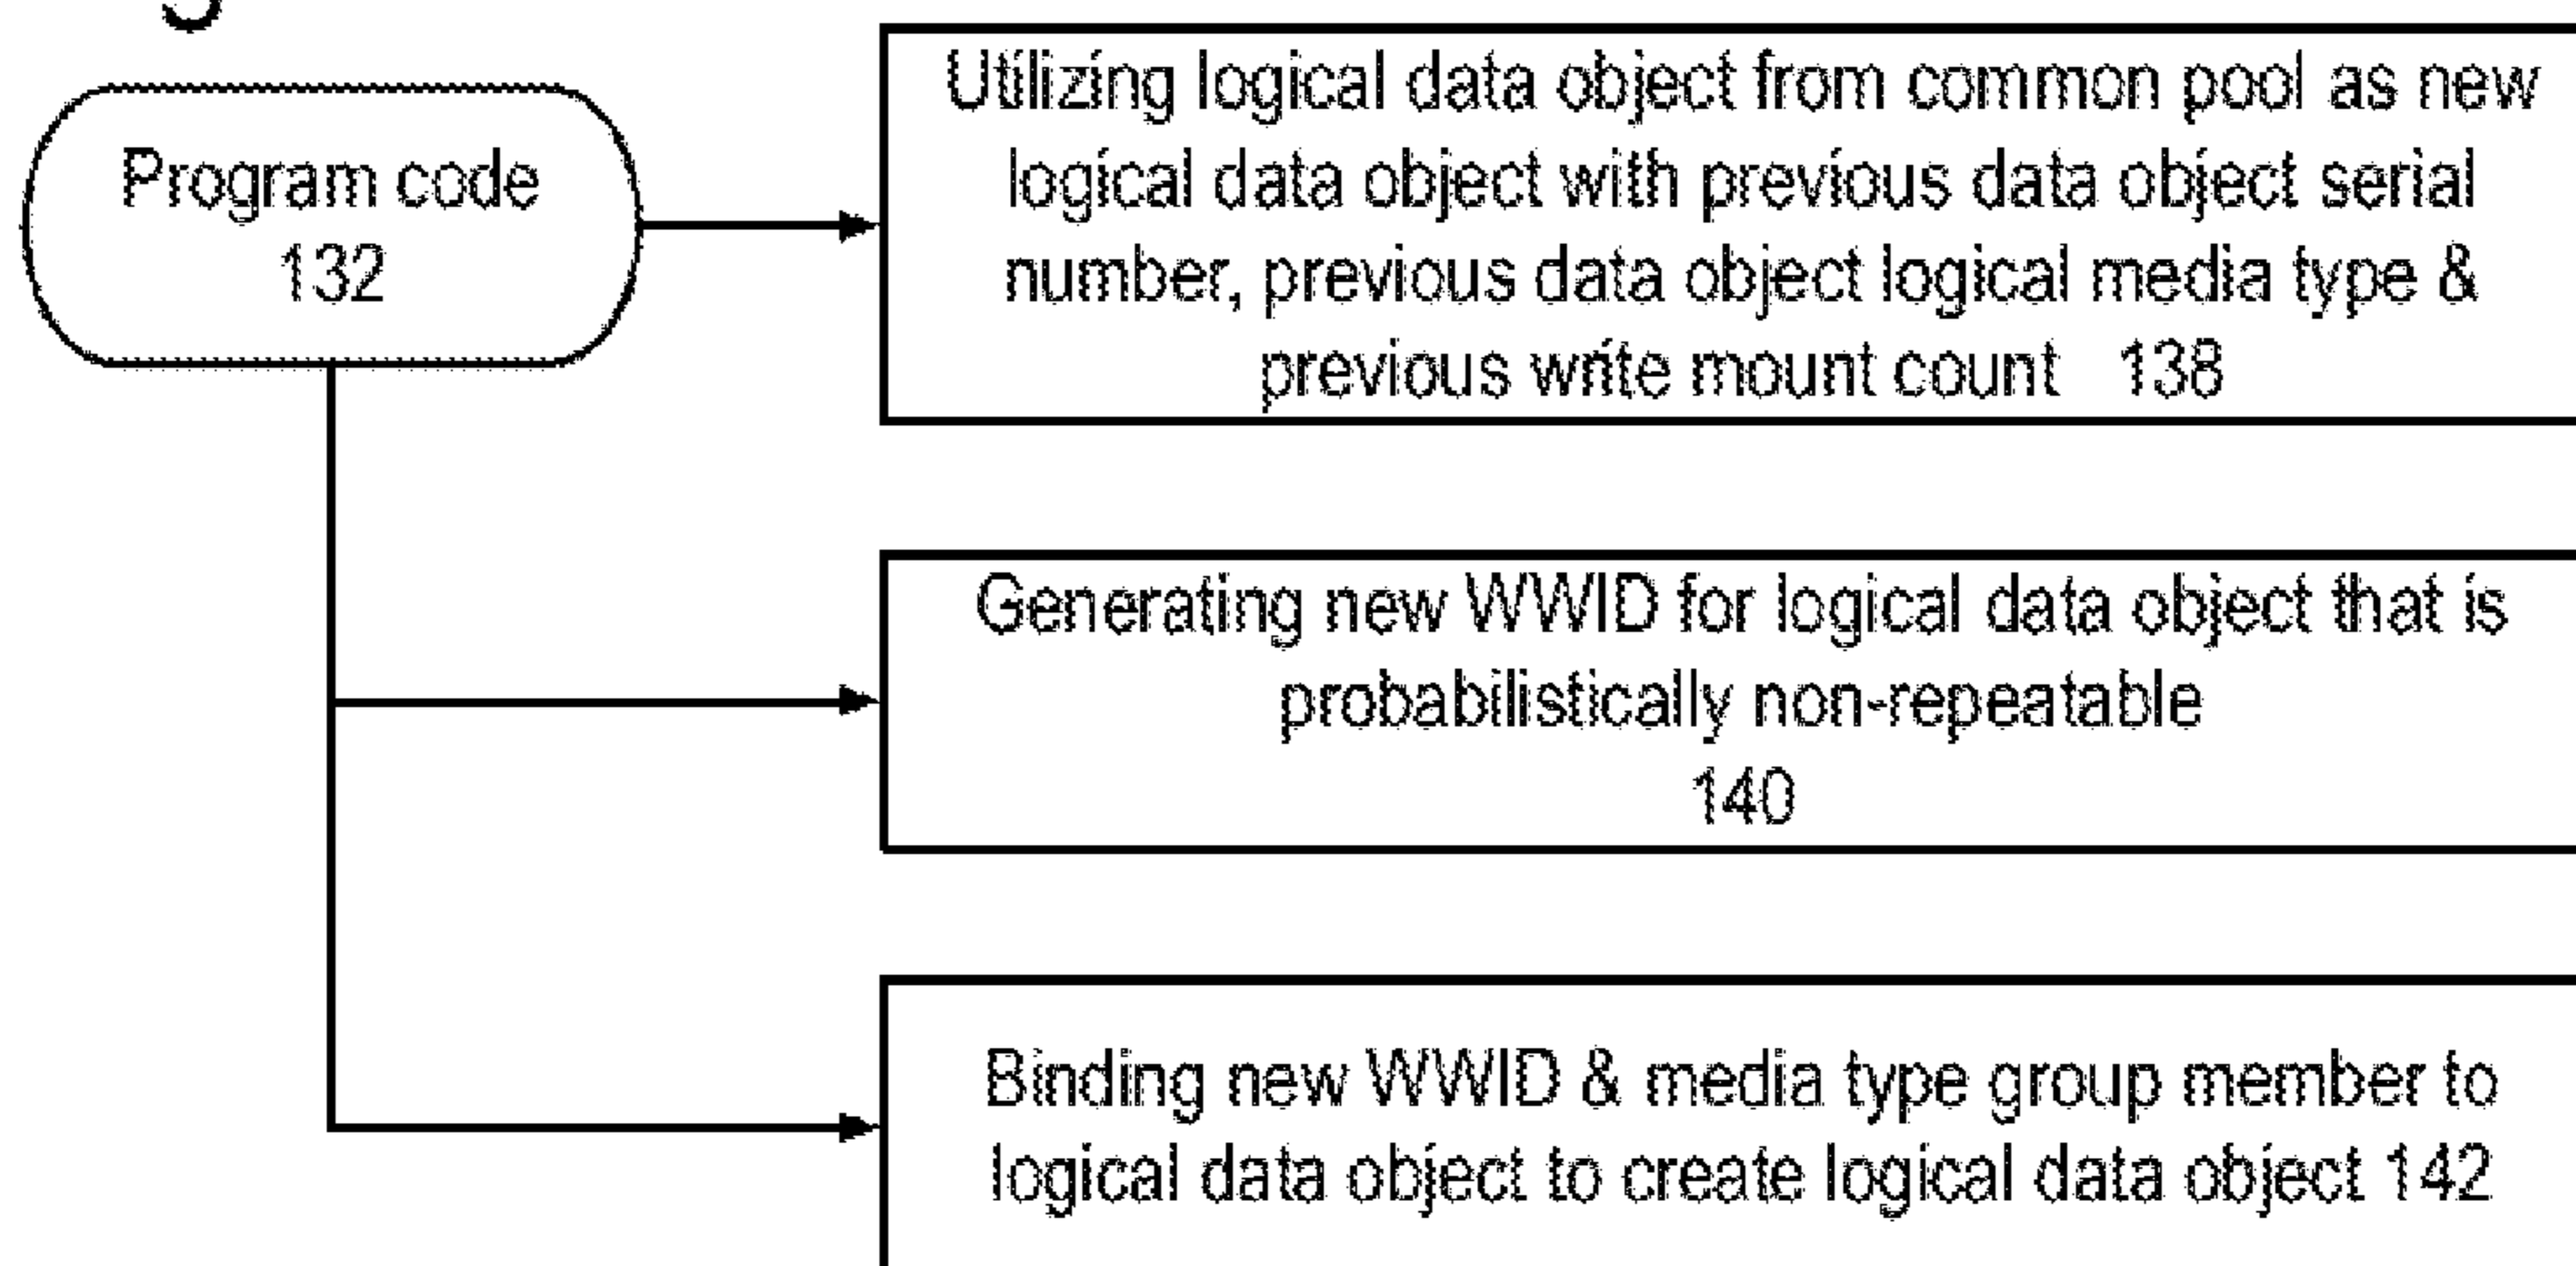 Program code
132
Utilizing logical data object from common pool as new
logical data object with previous data object serial
number, previous data object logical media type &
previous write mount count 138
Generating new WWID for logical data object that is
probabilistically non-repeatable
140
Binding new WWID & media type group member to
logical data object to create logical data object 142